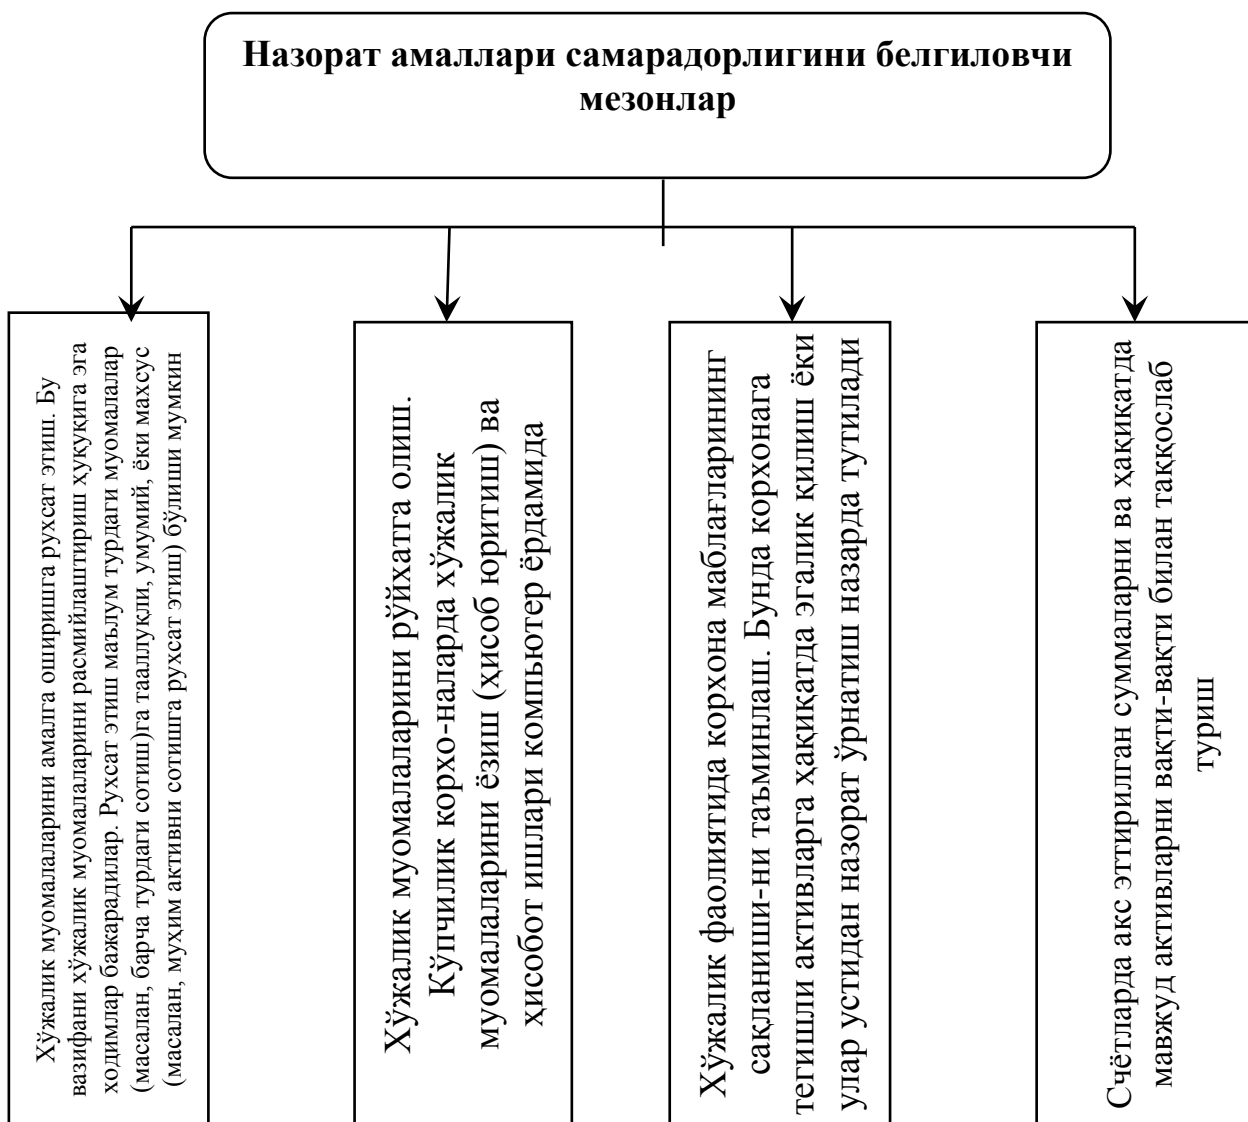 Назорат амаллари самарадорлигини белгиловчи
мезонлар
Хўжалик муомалаларини амалга оширишга рухсат этиш. Бу
вазифани хўжалик муомалаларини расмийлаштириш ҳуқуқига эга
ходимлар бажарадилар. Рухсат этиш маълум турдаги муомалалар
(масалан, барча турдаги сотиш)га тааллуқли, умумий, ёки махсус
(масалан, муҳим активни сотишга рухсат этиш) бўлиши мумкин
Хўжалик муомалаларини рўйхатга олиш.
Кўпчилик корхо-наларда хўжалик
муомалаларини ёзиш (ҳисоб юритиш) ва
ҳисобот ишлари компьютер ёрдамида
Хўжалик фаолиятида корхона маблағларининг
сақланиши-ни таъминлаш. Бунда корхонага
тегишли активларга ҳақиқатда эгалик қилиш ёки
улар устидан назорат ўрнатиш назарда тутилади
Счётларда акс эттирилган суммаларни ва ҳақиқатда
мавжуд активларни вақти-вақти билан таққослаб
туриш